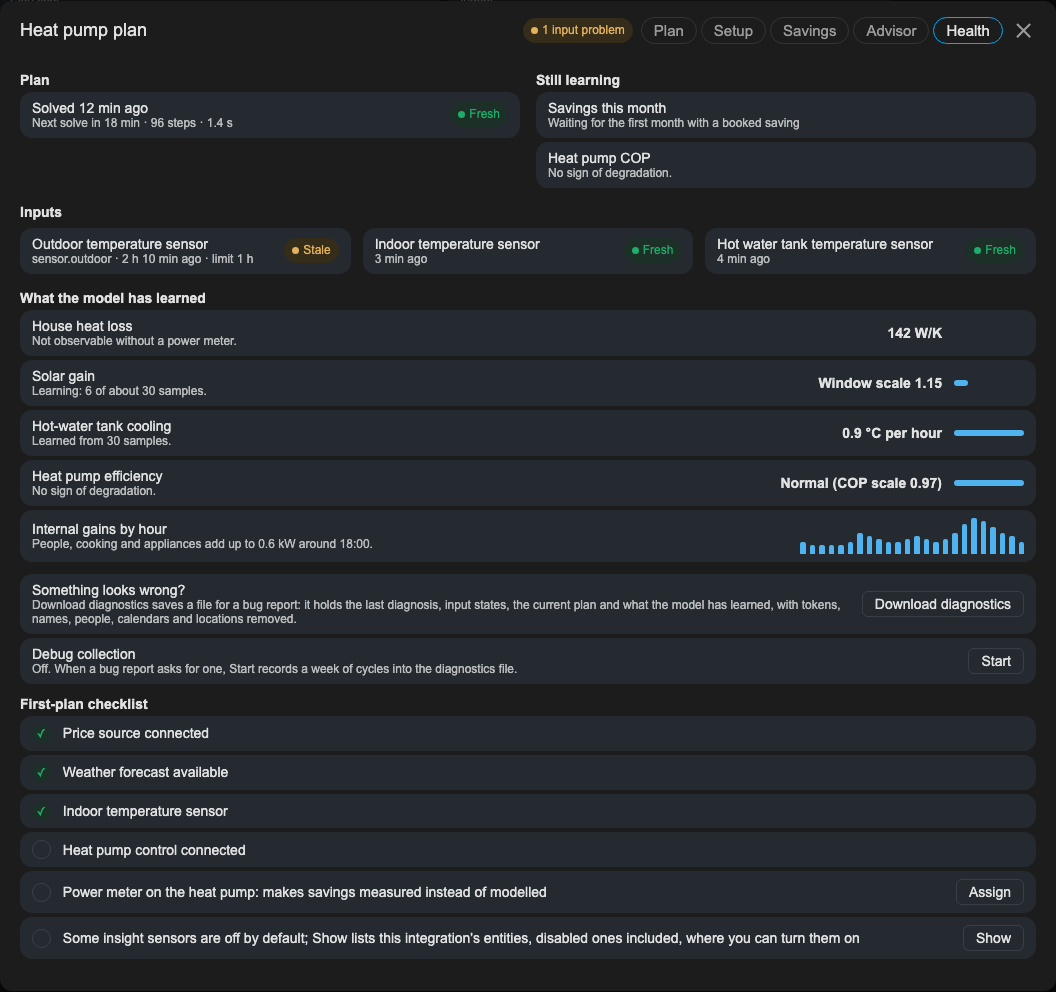 Heat pump plan
1 input problem
Plan
Setup
Savings
Advisor
Health
Plan
Solved 12 min ago
Next solve in 18 min · 96 steps · 1.4 s
Fresh
Still learning
Savings this month
Waiting for the first month with a booked saving
Heat pump COP
No sign of degradation.
Inputs
Outdoor temperature sensor
sensor.outdoor · 2 h 10 min ago · limit 1 h
Stale
Indoor temperature sensor
3 min ago
Fresh
Hot water tank temperature sensor
4 min ago
Fresh
What the model has learned
House heat loss
Not observable without a power meter.
142 W/K
Solar gain
Learning: 6 of about 30 samples.
Window scale 1.15
Hot-water tank cooling
Learned from 30 samples.
0.9 °C per hour
Heat pump efficiency
No sign of degradation.
Normal (COP scale 0.97)
Internal gains by hour
People, cooking and appliances add up to 0.6 kW around 18:00.
Something looks wrong?
Download diagnostics saves a file for a bug report: it holds the last diagnosis, input states, the current plan and what the model has learned, with tokens,
names, people, calendars and locations removed.
Download diagnostics
Debug collection
Off. When a bug report asks for one, Start records a week of cycles into the diagnostics file.
Start
First-plan checklist
Price source connected
Weather forecast available
Indoor temperature sensor
Heat pump control connected
Power meter on the heat pump: makes savings measured instead of modelled
Assign
Some insight sensors are off by default; Show lists this integration's entities, disabled ones included, where you can turn them on
Show